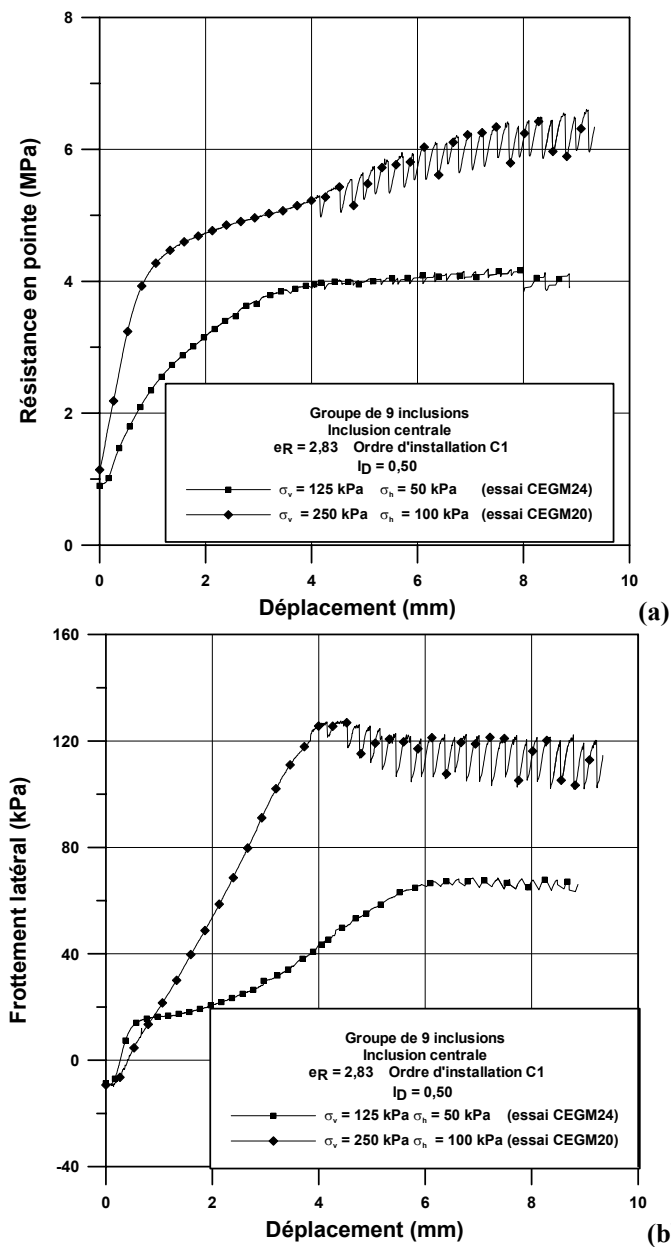 8
6
4
2
0
Résistance en pointe (MPa)
Groupe de 9 inclusions
Inclusion centrale
eR = 2,83 Ordre d'installation C1
ID = 0,50
σv = 125 kPa σh = 50 kPa (essai CEGM24)
σv = 250 kPa σh = 100 kPa (essai CEGM20)
0 2 4 6 8 10
Déplacement (mm)
(a)
160
120
80
40
0
-40
Frottement latéral (kPa)
Groupe de 9 inclusions
Inclusion centrale
eR = 2,83 Ordre d'installation C1
ID = 0,50
σv = 125 kPa σh = 50 kPa (essai CEGM24)
σv = 250 kPa σh = 100 kPa (essai CEGM20)
0 2 4 6 8 10
Déplacement (mm)
(b